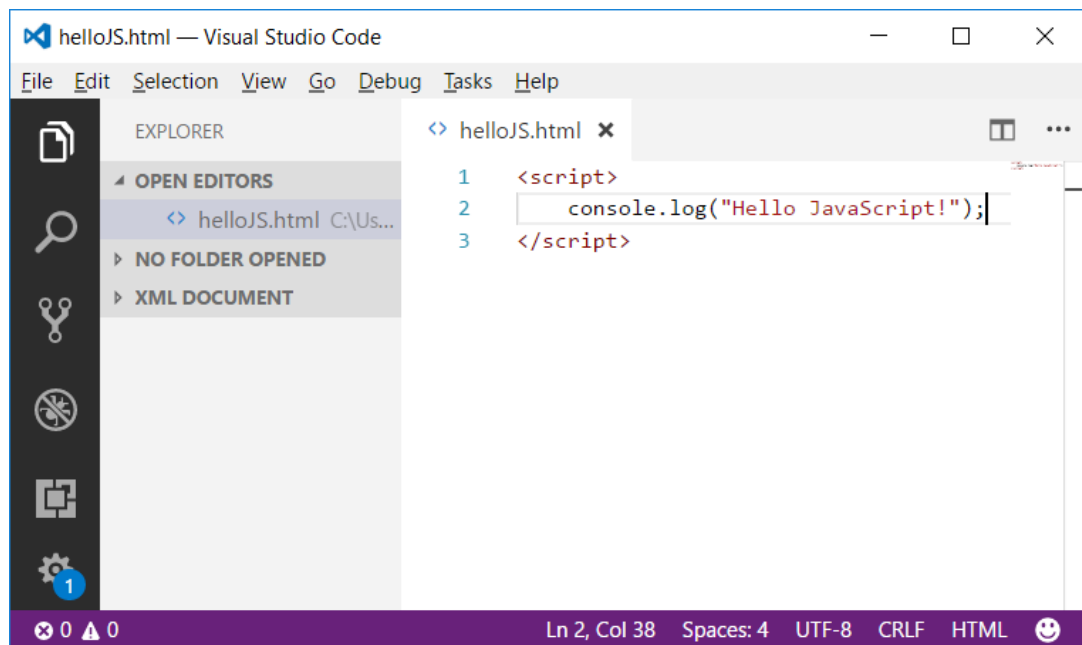 helloJS.html — Visual Studio Code
File Edit Selection View Go Debug Tasks Help
EXPLORER
helloJS.html
OPEN EDITORS
helloJS.html C:\Us...
NO FOLDER OPENED
XML DOCUMENT
1 <script>
2     console.log("Hello JavaScript!");
3 </script>
1
0 0 Ln 2, Col 38 Spaces: 4 UTF-8 CRLF HTML